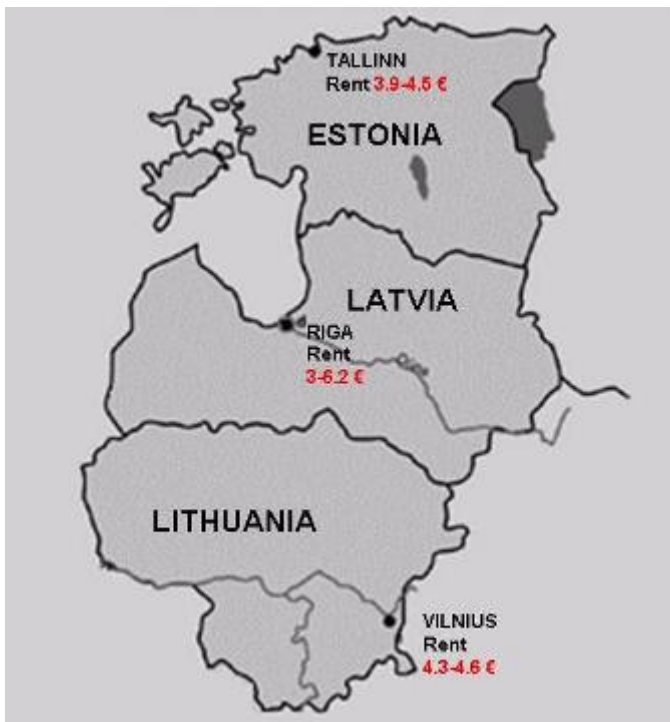 TALLINN
Rent 3.9-4.5 €
ESTONIA
LATVIA
RIGA
Rent
3-6.2 €
LITHUANIA
VILNIUS
Rent
4.3-4.6 €